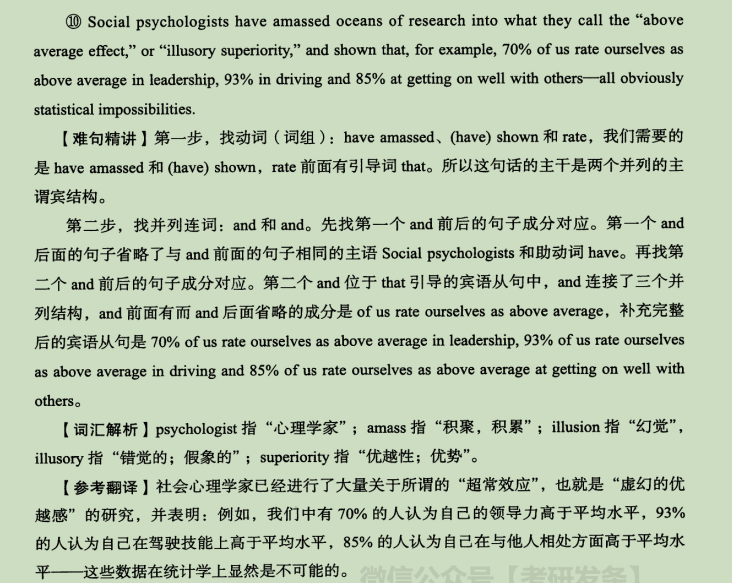 ⑩ Social psychologists have amassed oceans of research into what they call the “above
average effect,” or “illusory superiority,” and shown that, for example, 70% of us rate ourselves as
above average in leadership, 93% in driving and 85% at getting on well with others—all obviously
statistical impossibilities.
【难句精讲】第一步，找动词（词组）：have amassed、(have) shown 和 rate，我们需要的
是 have amassed 和 (have) shown，rate 前面有引导词 that。所以这句话的主干是两个并列的主
谓宾结构。
第二步，找并列连词：and 和 and。先找第一个 and 前后的句子成分对应。第一个 and
后面的句子省略了与 and 前面的句子相同的主语 Social psychologists 和助动词 have。再找第
二个 and 前后的句子成分对应。第二个 and 位于 that 引导的宾语从句中，and 连接了三个并
列结构，and 前面有而 and 后面省略的成分是 of us rate ourselves as above average，补充完整
后的宾语从句是 70% of us rate ourselves as above average in leadership, 93% of us rate ourselves
as above average in driving and 85% of us rate ourselves as above average at getting on well with
others。
【词汇解析】psychologist 指“心理学家”；amass 指“积聚，积累”；illusion 指“幻觉”，
illusory 指“错觉的；假象的”；superiority 指“优越性；优势”。
【参考翻译】社会心理学家已经进行了大量关于所谓的“超常效应”，也就是“虚幻的优
越感”的研究，并表明：例如，我们中有 70% 的人认为自己的领导力高于平均水平，93%
的人认为自己在驾驶技能上高于平均水平，85% 的人认为自己在与他人相处方面高于平均水
平——这些数据在统计学上显然是不可能的。
微信公众号【考研发条】